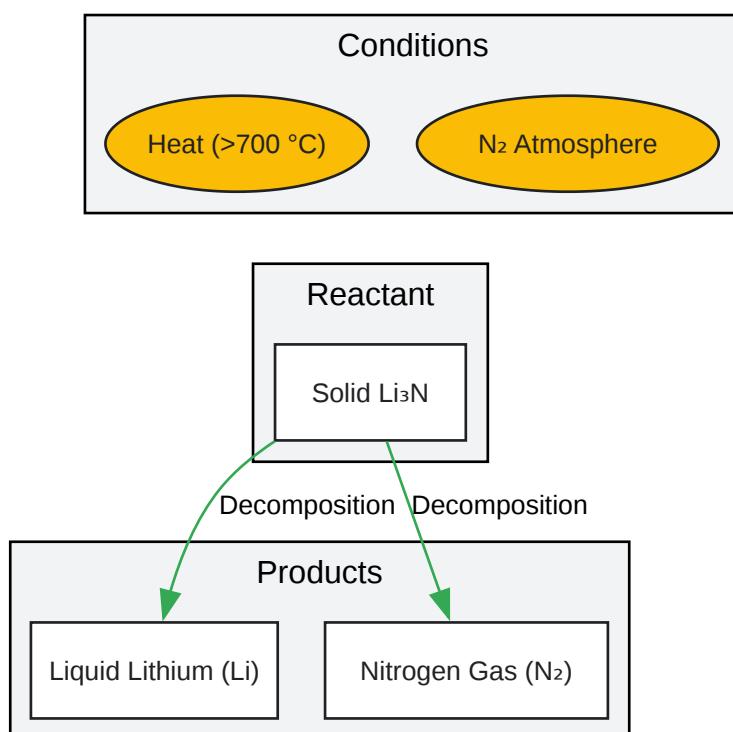 Conditions
Heat (>700 °C)
N₂ Atmosphere
Reactant
Solid Li₃N
Decomposition
Decomposition
Products
Liquid Lithium (Li)
Nitrogen Gas (N₂)